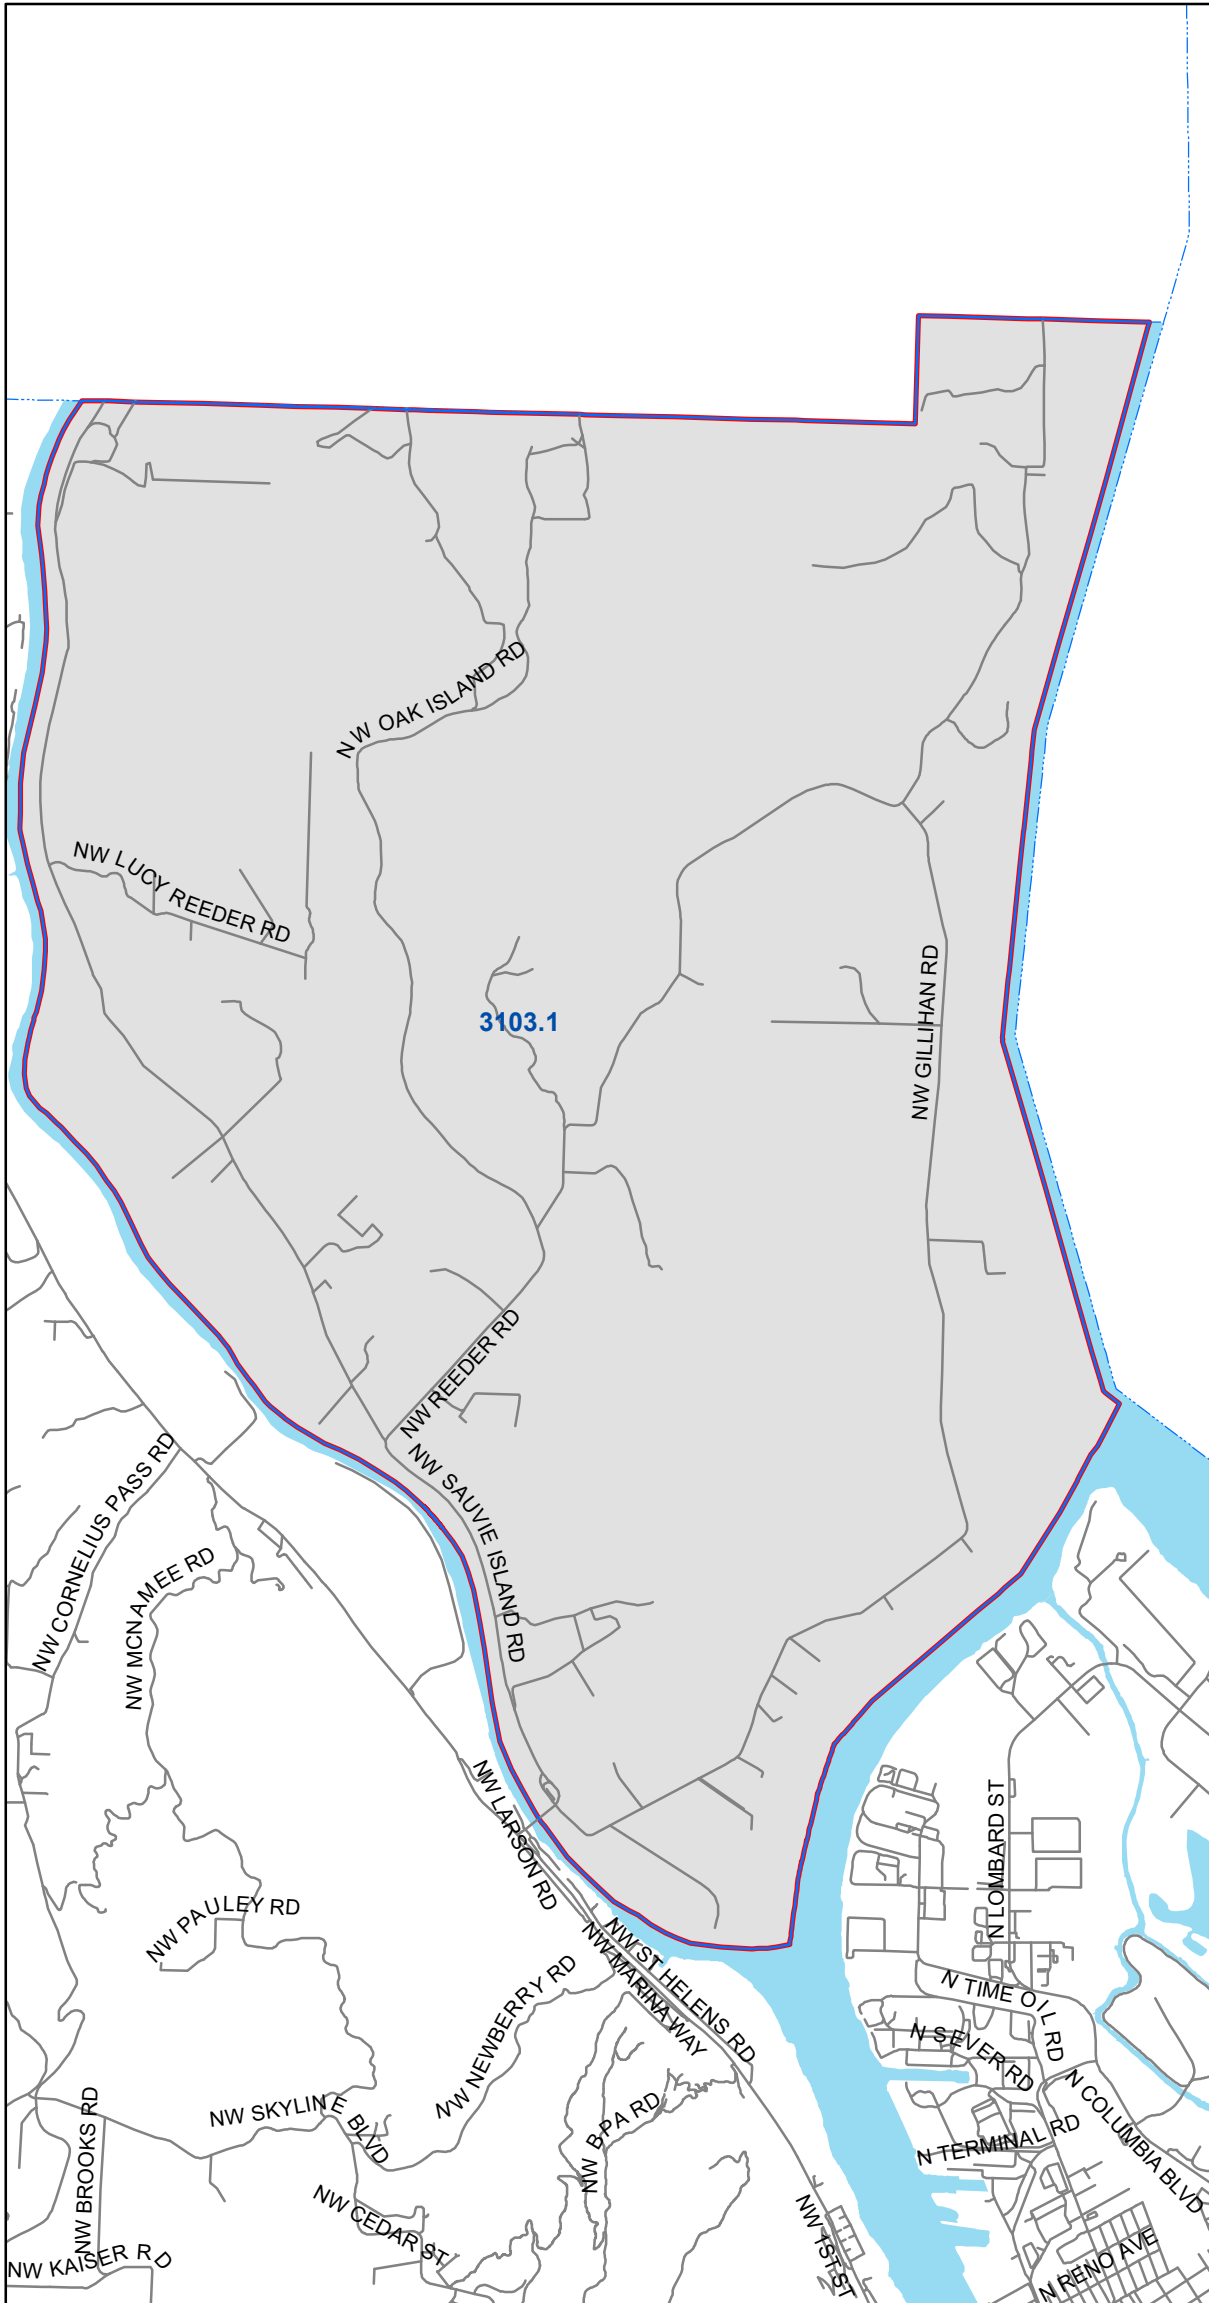 NW OAK ISLAND RD
NW LUCY REEDER RD
3103.1
NW GILLIHAN RD
NW REEDER RD
NW SAUVIE ISLAND RD
NW CORNELIUS PASS RD
NW MCNAMEE RD
NW LARSON RD
N LOMBARD ST
NW PAULEY RD
NW ST HELENS RD
NW MARINA WAY
NW NEWBERRY RD
N TIME OIL RD
N SEVER RD
NW SKYLINE BLVD
NW BROOKS RD
NW BPA RD
N COLUMBIA BLVD
N TERMINAL RD
NW CEDAR ST
NW 1ST ST
NW KAISER RD
N RENO AVE